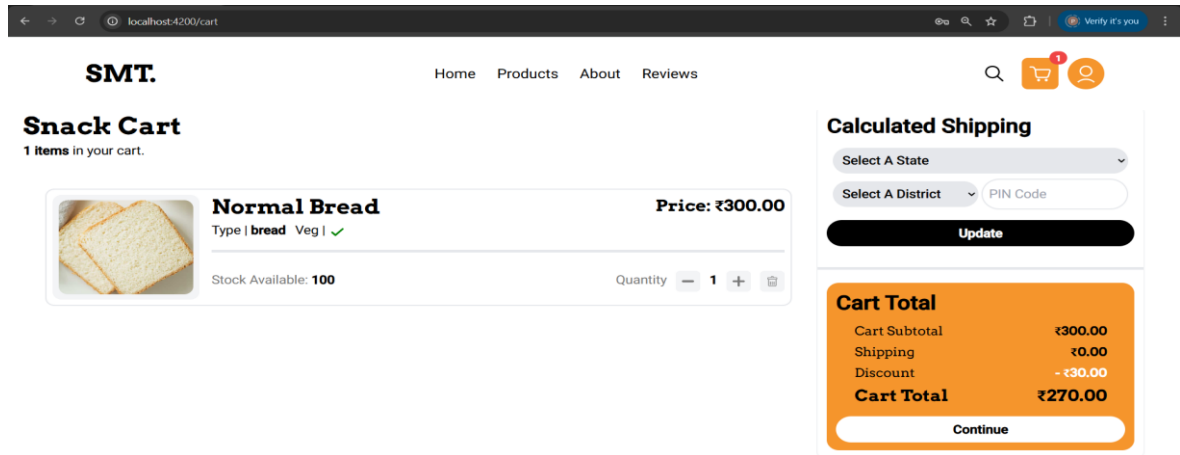 localhost:4200/cart
Verify it's you
SMT.
Home Products About Reviews
1
Snack Cart
1 items in your cart.
Normal Bread
Price: ₹300.00
Type | bread Veg |
Stock Available: 100
Quantity — 1 +
Calculated Shipping
Select A State
Select A District
PIN Code
Update
Cart Total
Cart Subtotal ₹300.00
Shipping ₹0.00
Discount - ₹30.00
Cart Total ₹270.00
Continue